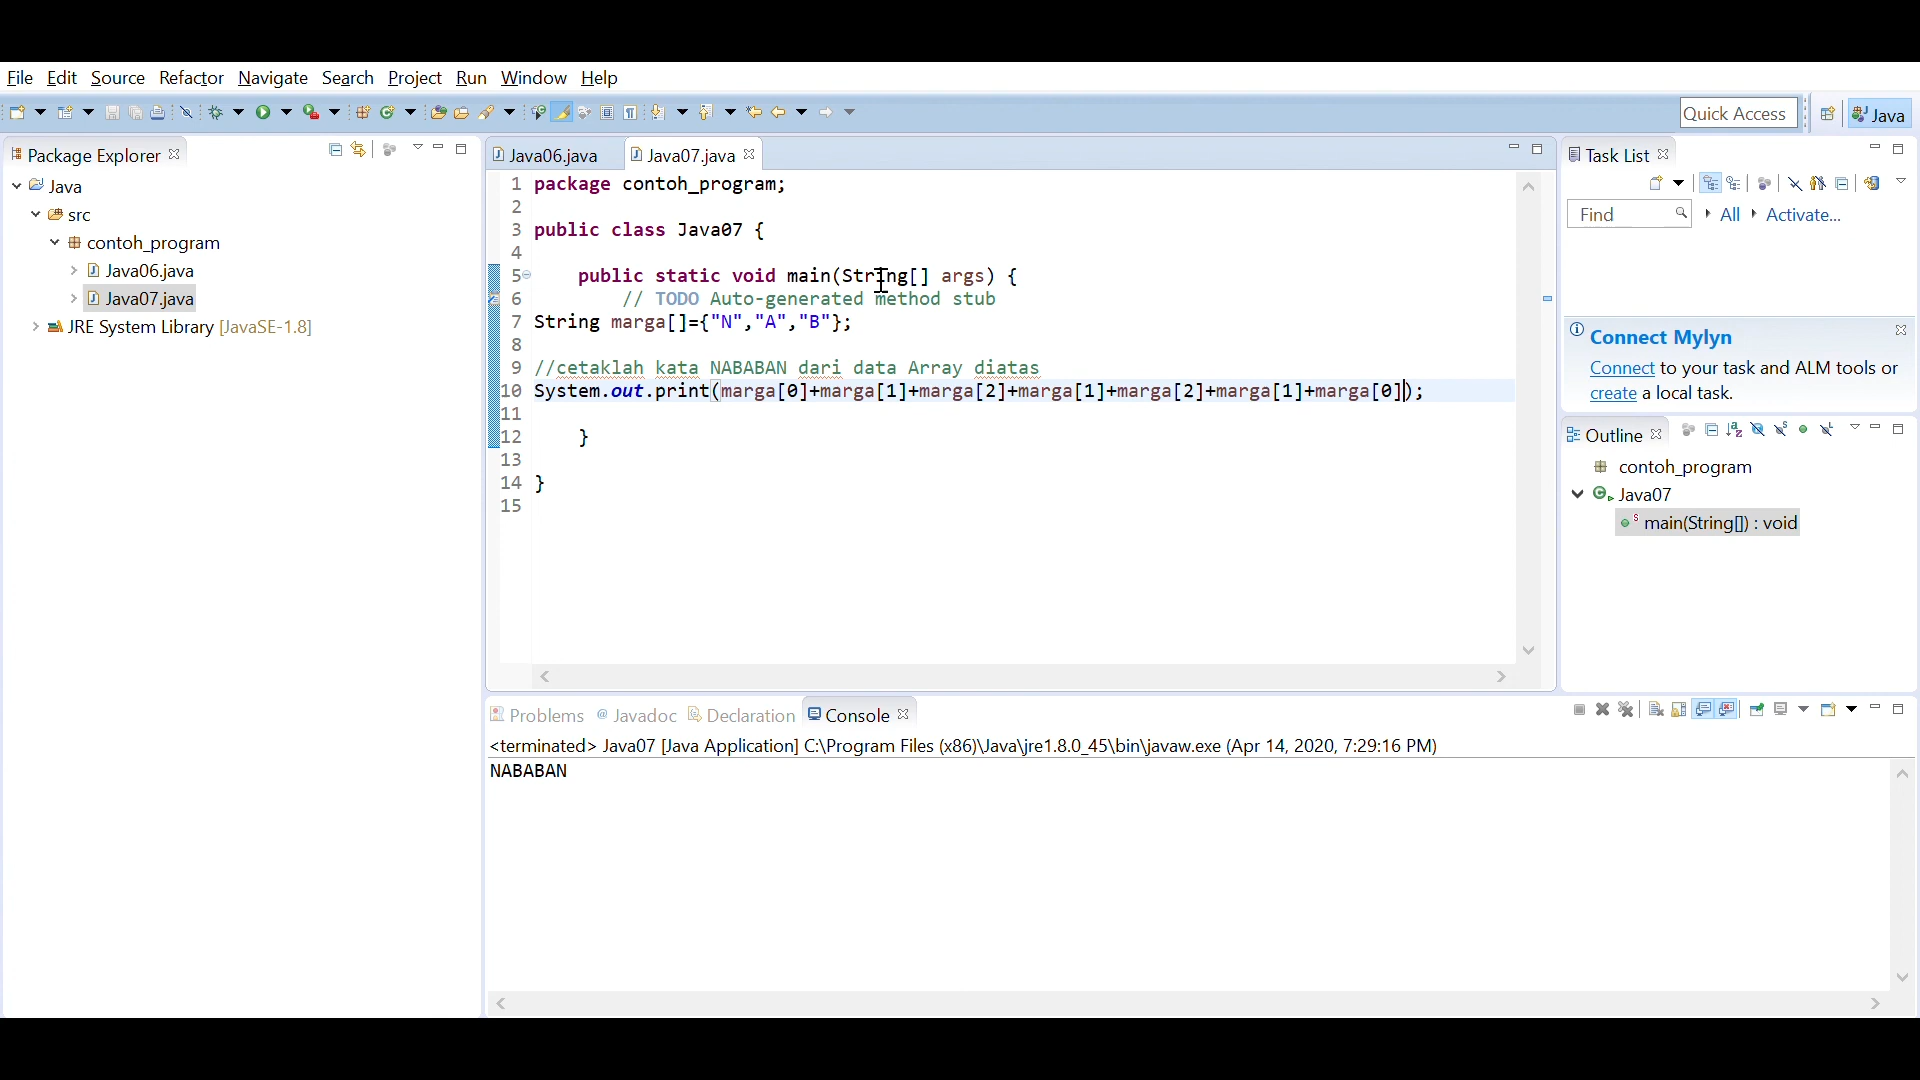 File Edit Source Refactor Navigate Search Project Run Window Help
Quick Access
Java
Package Explorer
Java
src
contoh_program
Java06.java
Java07.java
JRE System Library [JavaSE-1.8]
Java06.java Java07.java
1 package contoh_program;
2
3 public class Java07 {
4
5 public static void main(String[] args) {
6 // TODO Auto-generated method stub
7 String marga[]={"N","A","B"};
8
9 //cetaklah kata NABABAN dari data Array diatas
10 System.out.print(marga[0]+marga[1]+marga[2]+marga[1]+marga[2]+marga[1]+marga[0]);
11
12 }
13
14 }
15
Problems Javadoc Declaration Console
<terminated> Java07 [Java Application] C:\Program Files (x86)\Java\jre1.8.0_45\bin\javaw.exe (Apr 14, 2020, 7:29:16 PM)
NABABAN
Task List
Find All Activate...
Connect Mylyn
Connect to your task and ALM tools or
create a local task.
Outline
contoh_program
Java07
main(String[]) : void